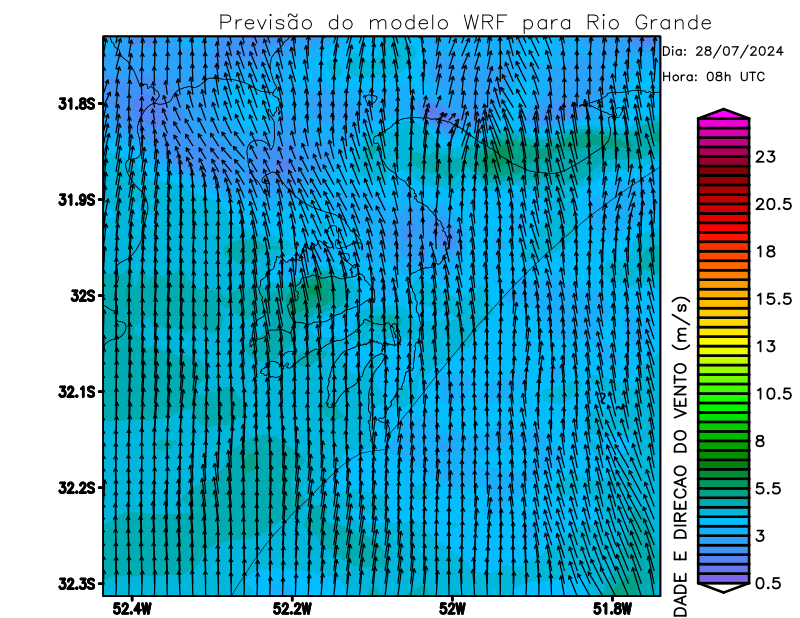 Previsão do modelo WRF para Rio Grande
Dia: 28/07/2024
Hora: 08h UTC
31.8S
31.9S
32S
32.1S
32.2S
32.3S
52.4W
52.2W
52W
51.8W
23
20.5
18
15.5
13
10.5
8
5.5
3
0.5
DADE E DIRECAO DO VENTO (m/s)